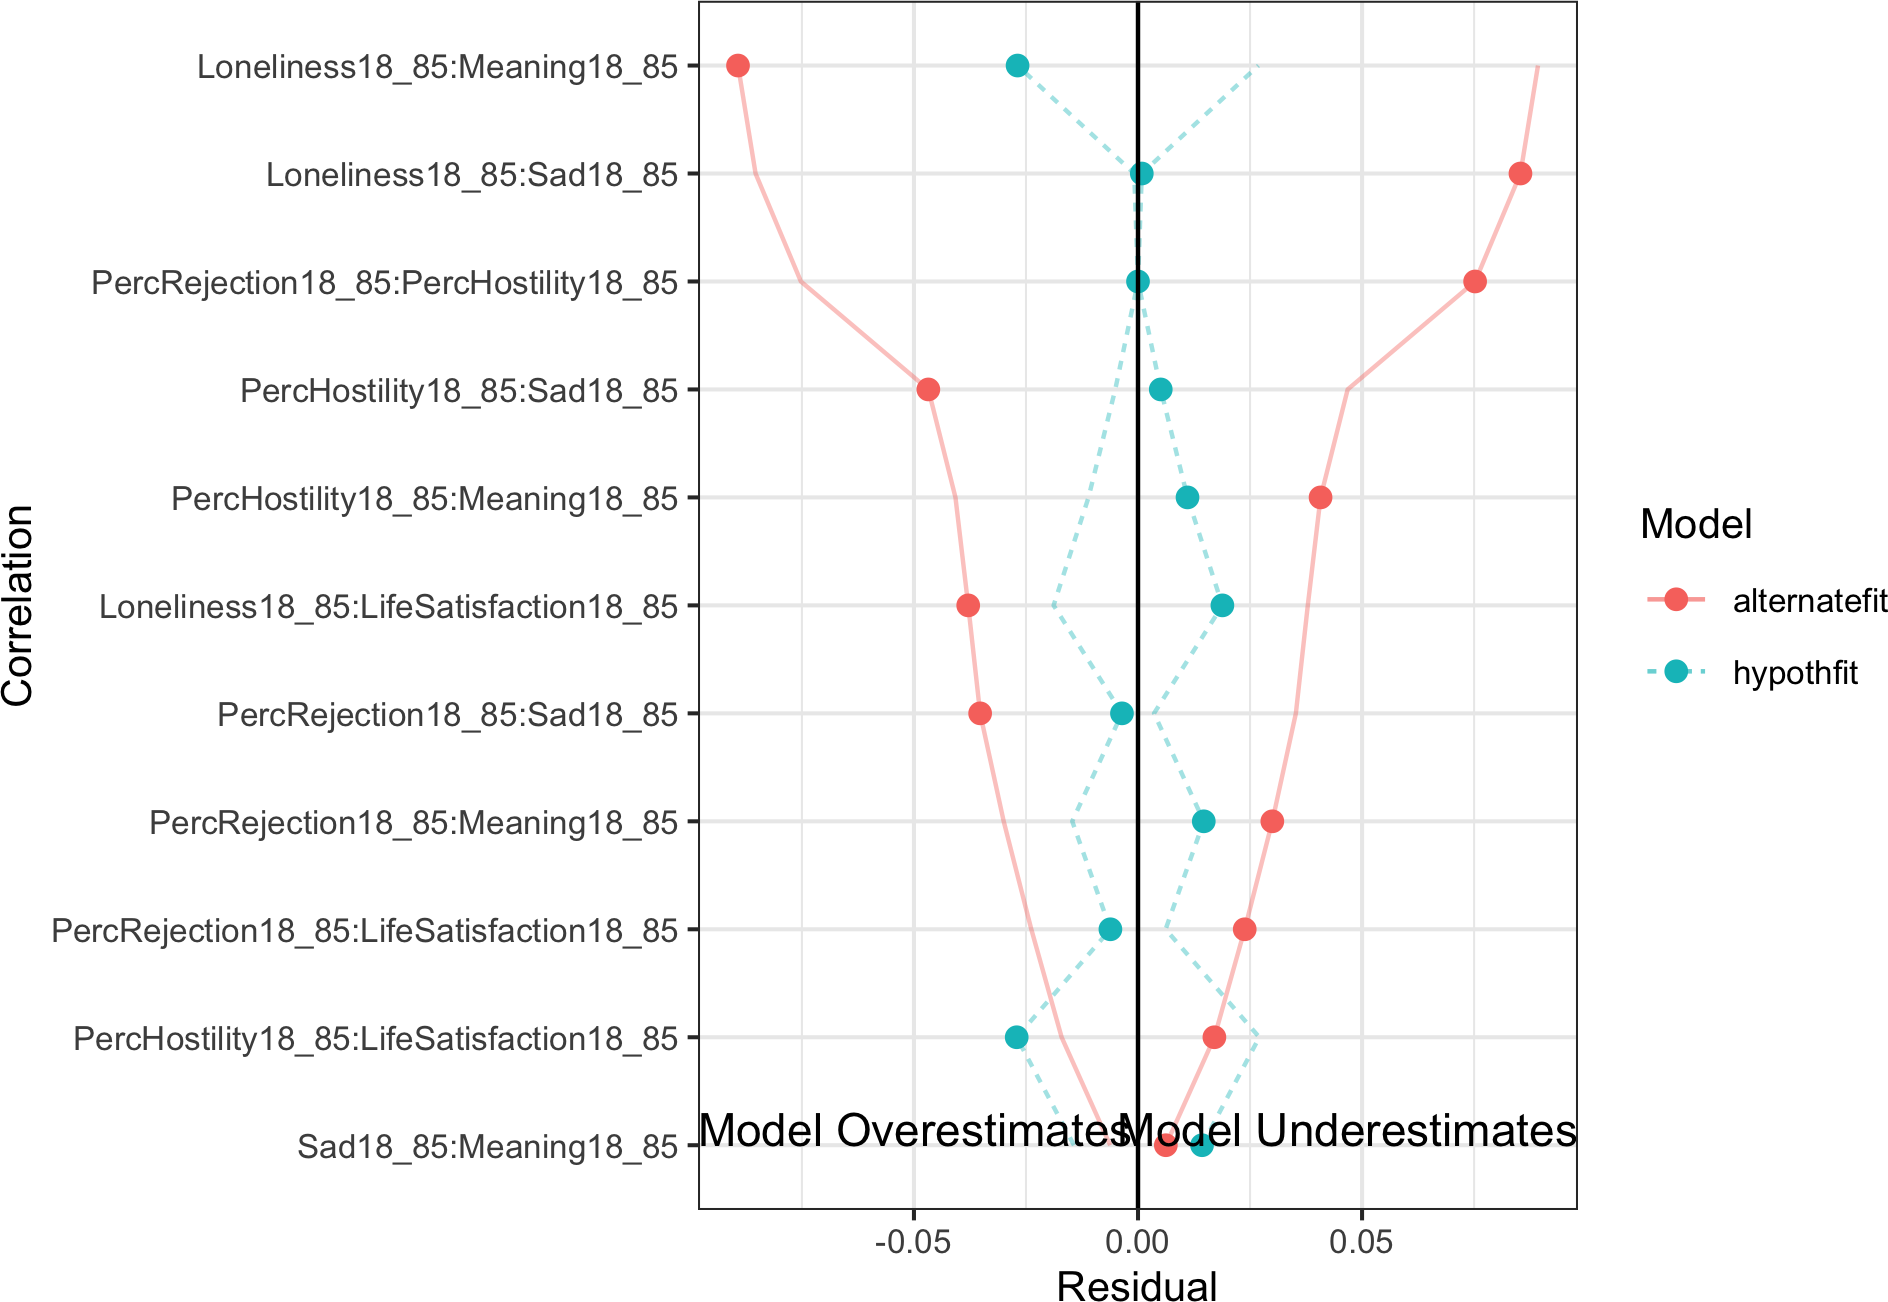 Loneliness18_85:Meaning18_85
Loneliness18_85:Sad18_85
PercRejection18_85:PercHostility18_85
PercHostility18_85:Sad18_85
PercHostility18_85:Meaning18_85
Loneliness18_85:LifeSatisfaction18_85
PercRejection18_85:Sad18_85
PercRejection18_85:Meaning18_85
PercRejection18_85:LifeSatisfaction18_85
PercHostility18_85:LifeSatisfaction18_85
Sad18_85:Meaning18_85
Correlation
Model Overestimates
Model Underestimates
-0.05 0.00 0.05
Residual
Model
alternatefit
hypothfit